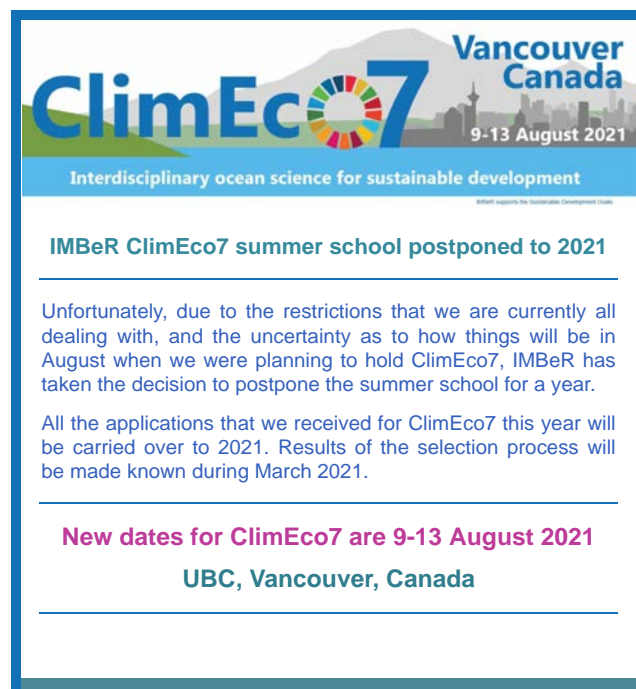 Vancouver
Canada
ClimEco7
9-13 August 2021
Interdisciplinary ocean science for sustainable development
IMBeR supports the Sustainable Development Goals
IMBeR ClimEco7 summer school postponed to 2021
Unfortunately, due to the restrictions that we are currently all
dealing with, and the uncertainty as to how things will be in
August when we were planning to hold ClimEco7, IMBeR has
taken the decision to postpone the summer school for a year.
All the applications that we received for ClimEco7 this year will
be carried over to 2021. Results of the selection process will
be made known during March 2021.
New dates for ClimEco7 are 9-13 August 2021
UBC, Vancouver, Canada